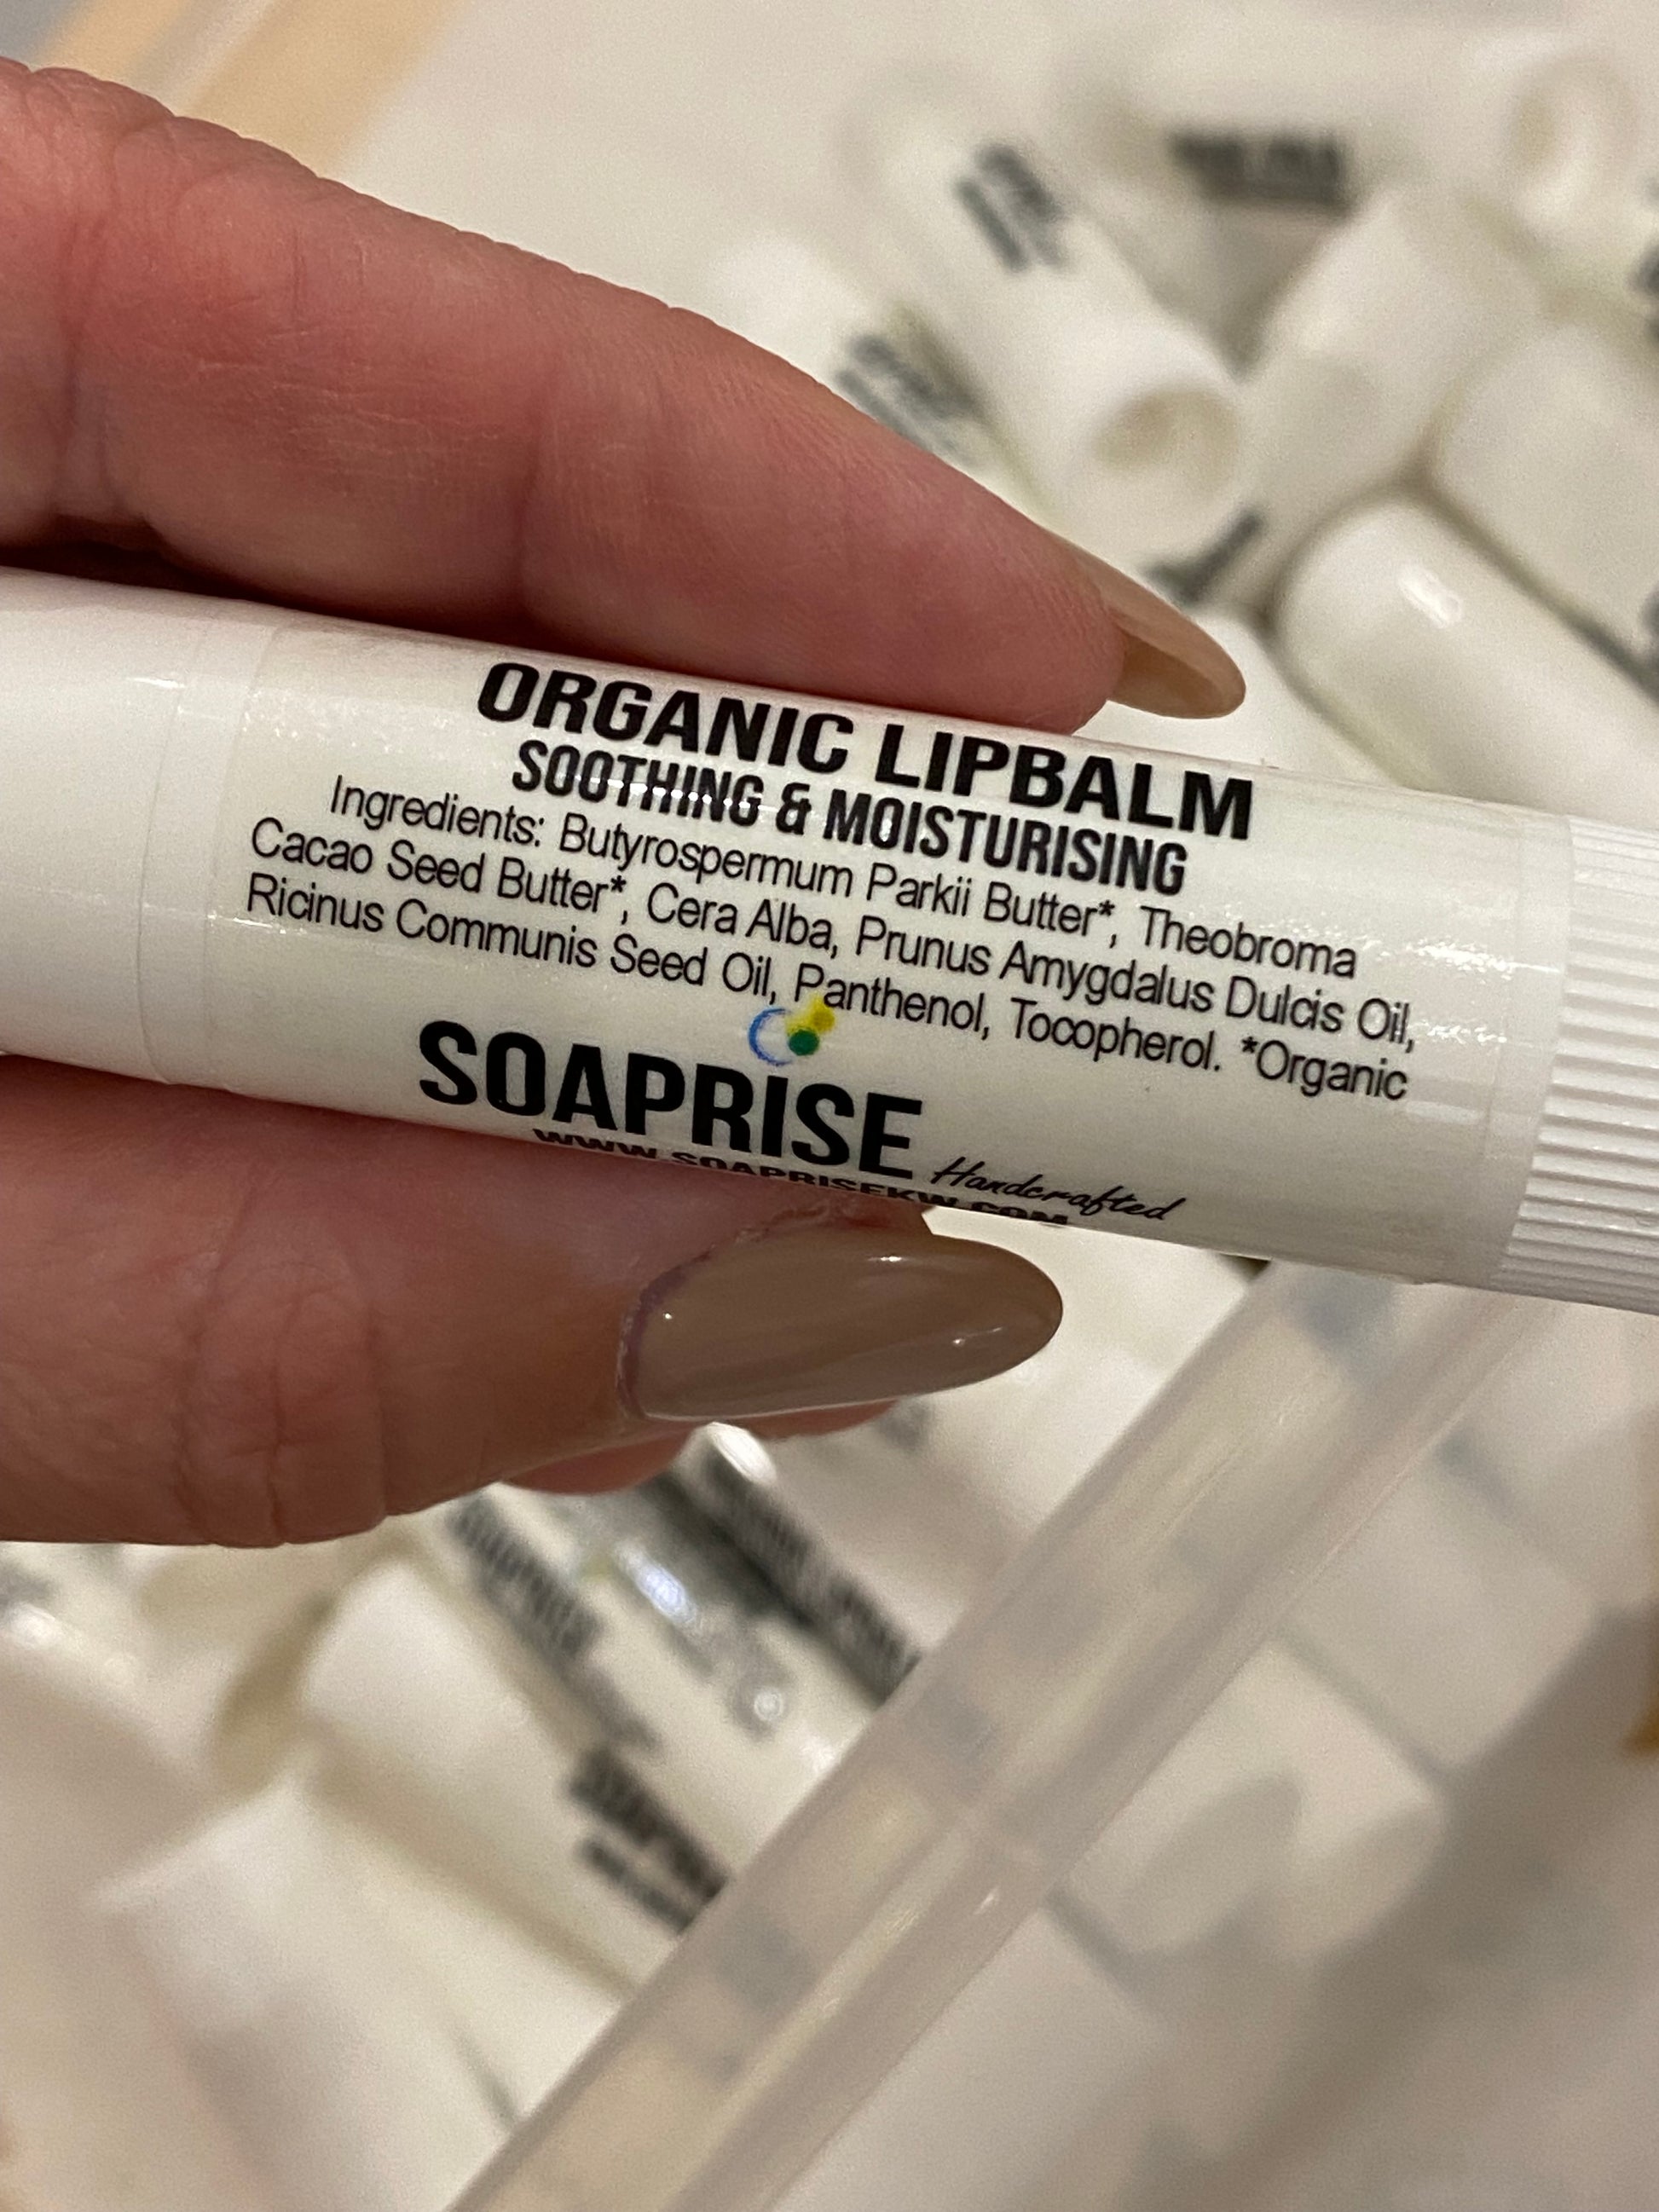 ORGANIC LIPBALM
SOOTHING & MOISTURISING
Ingredients: Butyrospermum Parkii Butter*, Theobroma
Cacao Seed Butter*, Cera Alba, Prunus Amygdalus Dulcis Oil,
Ricinus Communis Seed Oil, Panthenol, Tocopherol. *Organic
SOAPRISE Handcrafted
WWW.SOAPRISEKW.COM